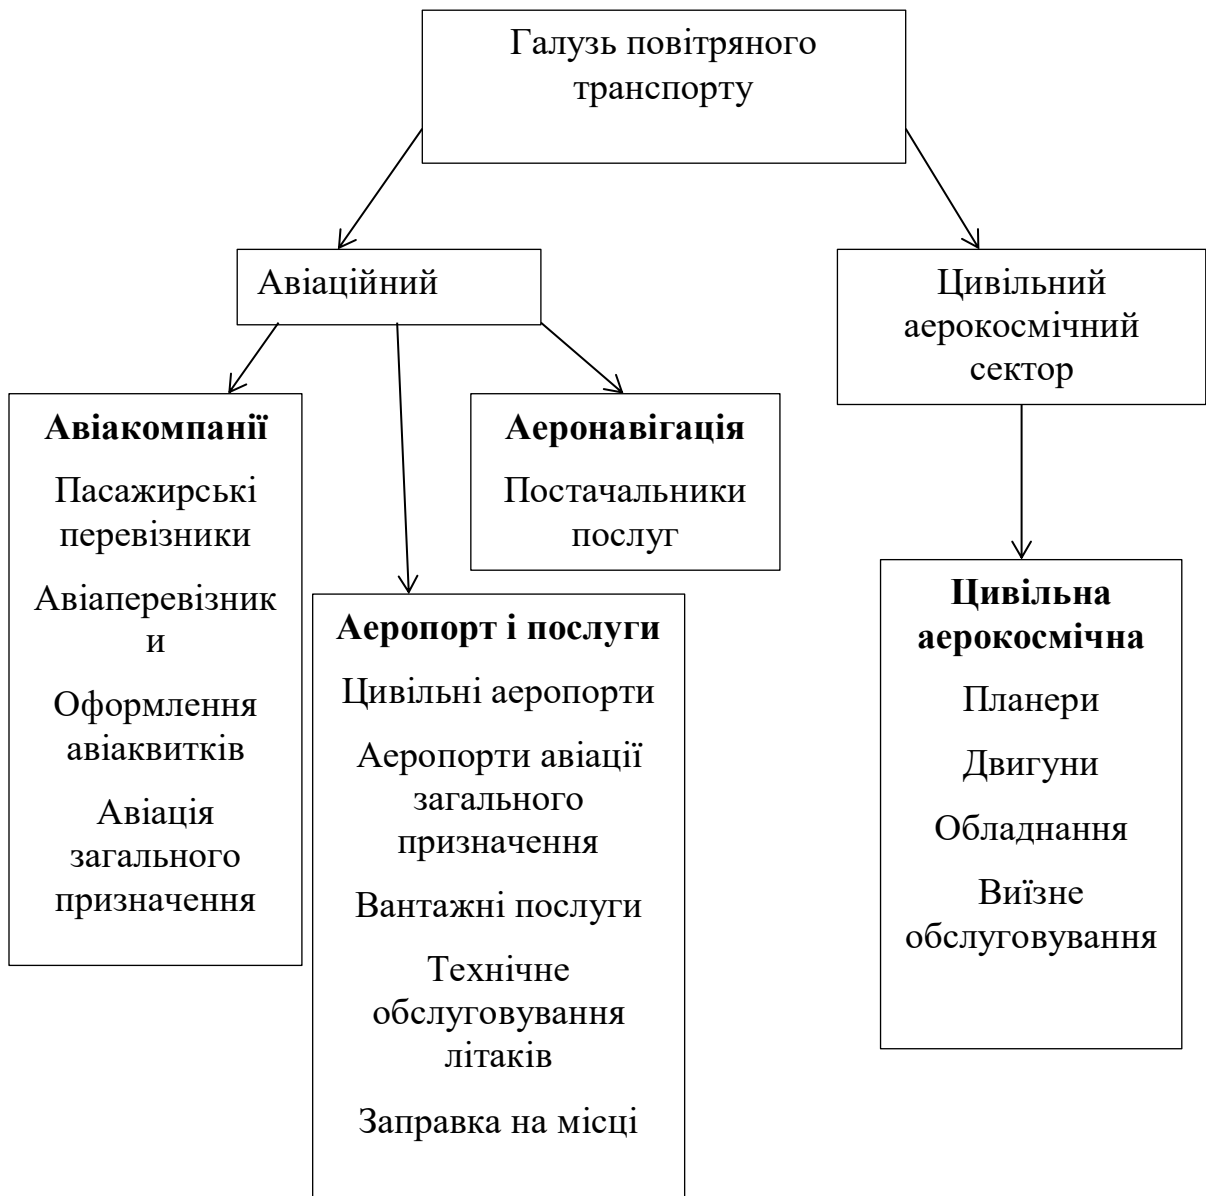 Галузь повітряного
транспорту
Авіаційний
Цивільний
аерокосмічний
сектор
Авіакомпанії
Пасажирські
перевізники
Авіаперевізник
и
Оформлення
авіаквитків
Авіація
загального
призначення
Аеронавігація
Постачальники
послуг
Аеропорт і послуги
Цивільні аеропорти
Аеропорти авіації
загального
призначення
Вантажні послуги
Технічне
обслуговування
літаків
Заправка на місці
Цивільна
аерокосмічна
Планери
Двигуни
Обладнання
Виїзне
обслуговування